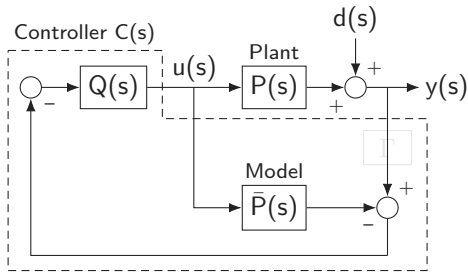 Controller C(s)
d(s)
Plant
u(s)
+
Q(s)
P(s)
y(s)
−
+
Γ
Model
+
P̄(s)
−